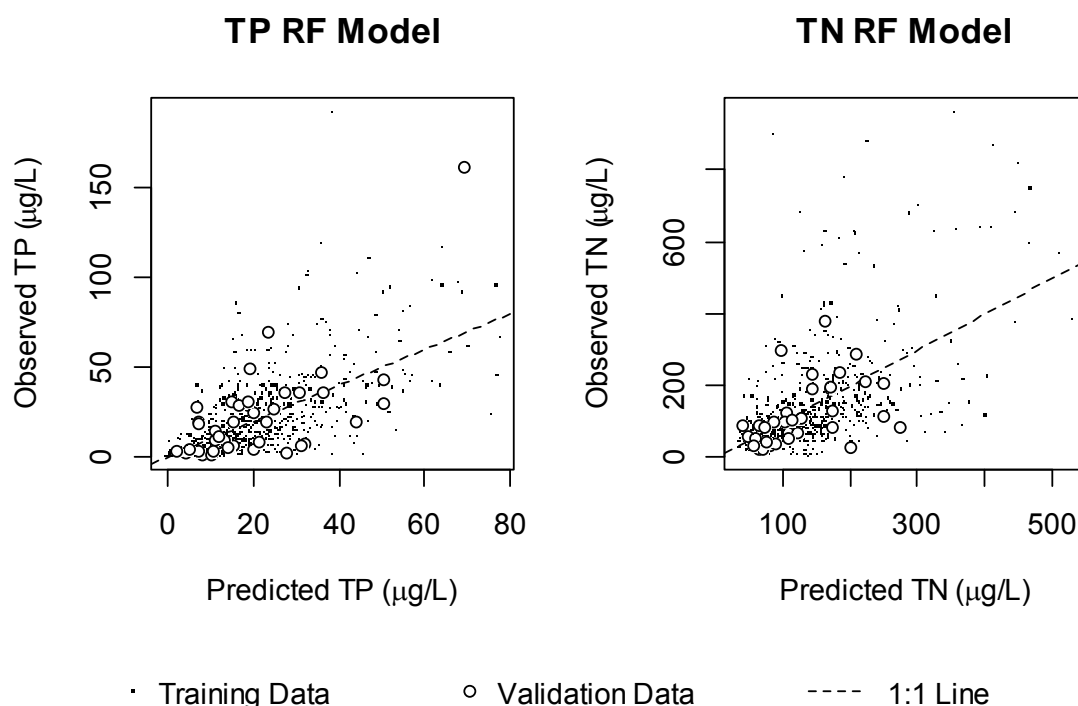 TP RF Model
Observed TP (µg/L)
150
100
50
0
0 20 40 60 80
Predicted TP (µg/L)
TN RF Model
Observed TN (µg/L)
600
200
0
100 300 500
Predicted TN (µg/L)
Training Data
Validation Data
1:1 Line